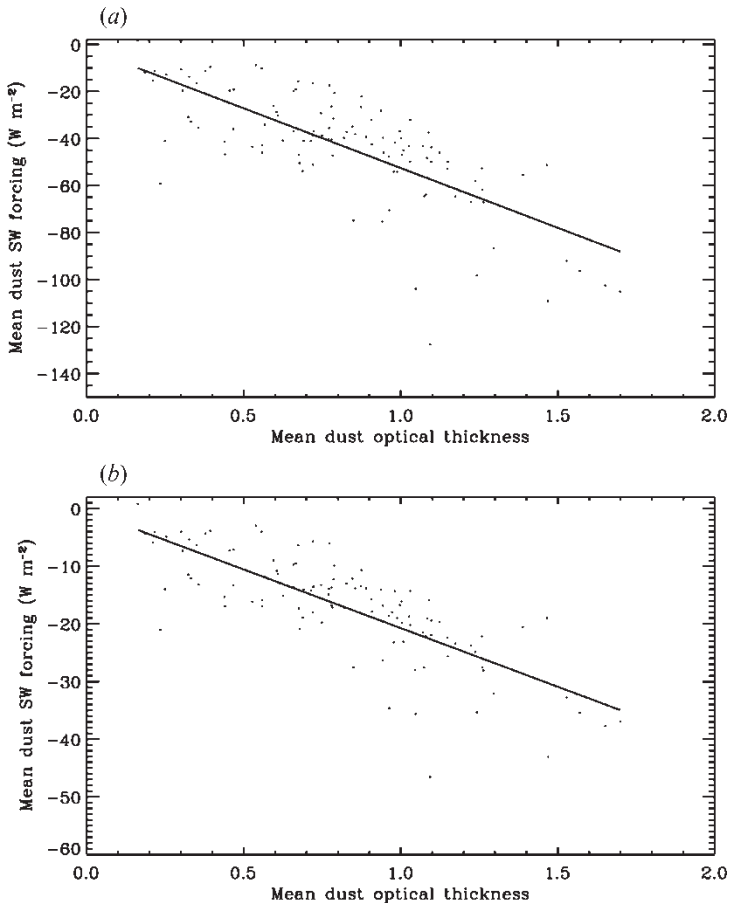 (a)
0
−20
−40
−60
−80
−100
−120
−140
Mean dust SW forcing (W m⁻²)
0.0 0.5 1.0 1.5 2.0
Mean dust optical thickness
(b)
0
−10
−20
−30
−40
−50
−60
Mean dust SW forcing (W m⁻²)
0.0 0.5 1.0 1.5 2.0
Mean dust optical thickness